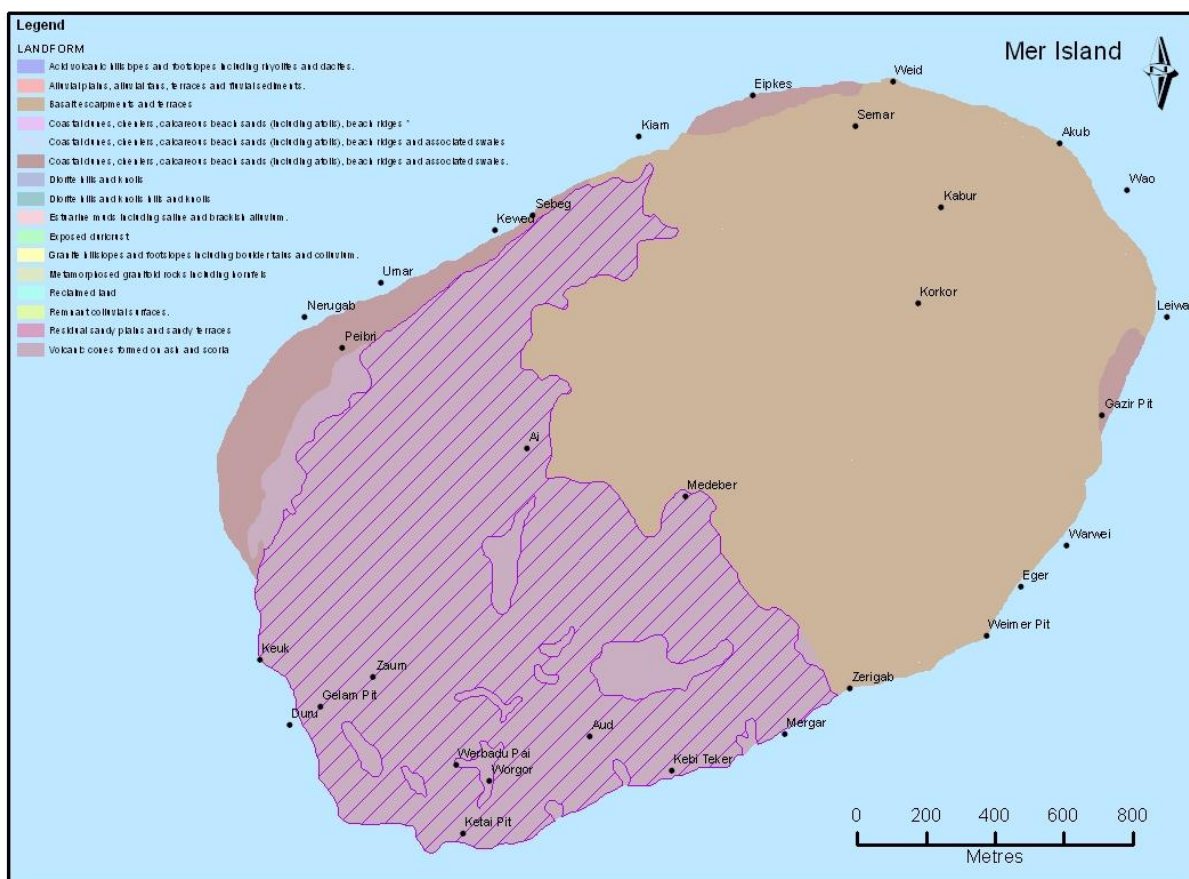 Legend
LANDFORM
Acid volcanic hillslopes and footslopes including rhyolites and dacites.
Alluvial plains, alluvial fans, terraces and fluvial sediments.
Basalt escarpments and terraces
Coastal dunes, cheniers, calcareous beach sands (including atolls), beach ridges *
Coastal dunes, cheniers, calcareous beach sands (including atolls), beach ridges and associated swales
Coastal dunes, cheniers, calcareous beach sands (including atolls), beach ridges and associated swales.
Diorite hills and knolls
Diorite hills and knolls hills and knolls
Estuarine muds including saline and brackish alluvium.
Exposed duricrust
Granite hillslopes and footslopes including boulder talus and colluvium.
Metamorphosed granitoid rocks including hornfels
Reclaimed land
Remnant colluvial surfaces.
Residual sandy plains and sandy terraces
Volcanic cones formed on ash and scoria
Mer Island
N
Weid
Eipkes
Semar
Kiam
Akub
Wao
Kabur
Sebeg
Kewed
Umar
Korkor
Nerugab
Leiwa
Peibri
Gazir Pit
Ai
Medeber
Warwei
Eger
Weimer Pit
Keuk
Zaum
Zerigab
Gelam Pit
Duru
Aud
Mergar
Werbadu Pai
Kebi Teker
Worgor
Ketai Pit
0 200 400 600 800
Metres